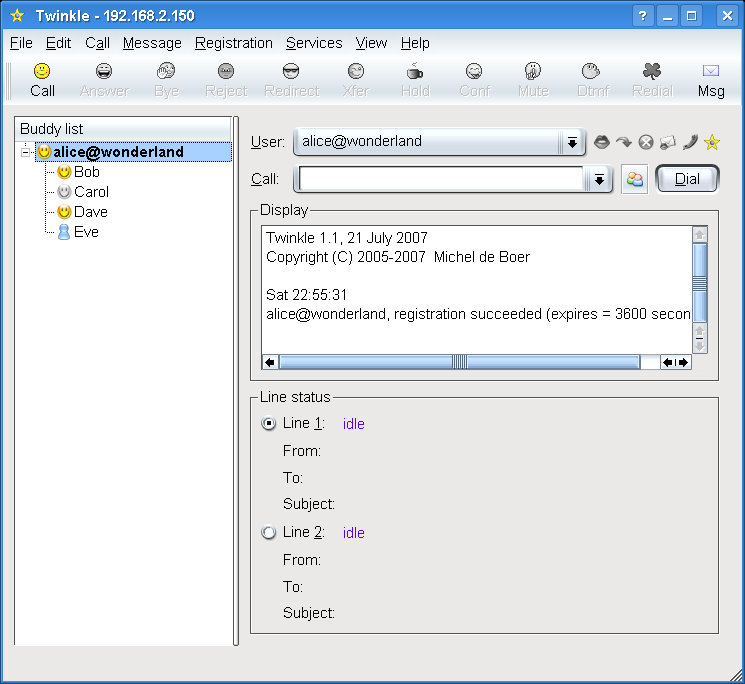 Twinkle - 192.168.2.150
File Edit Call Message Registration Services View Help
Call Answer Bye Reject Redirect Xfer Hold Conf Mute Dtmf Redial Msg
Buddy list
alice@wonderland
Bob
Carol
Dave
Eve
User: alice@wonderland
Call: Dial
Display
Twinkle 1.1, 21 July 2007
Copyright (C) 2005-2007  Michel de Boer
Sat 22:55:31
alice@wonderland, registration succeeded (expires = 3600 secon
Line status
Line 1: idle
From:
To:
Subject:
Line 2: idle
From:
To:
Subject: